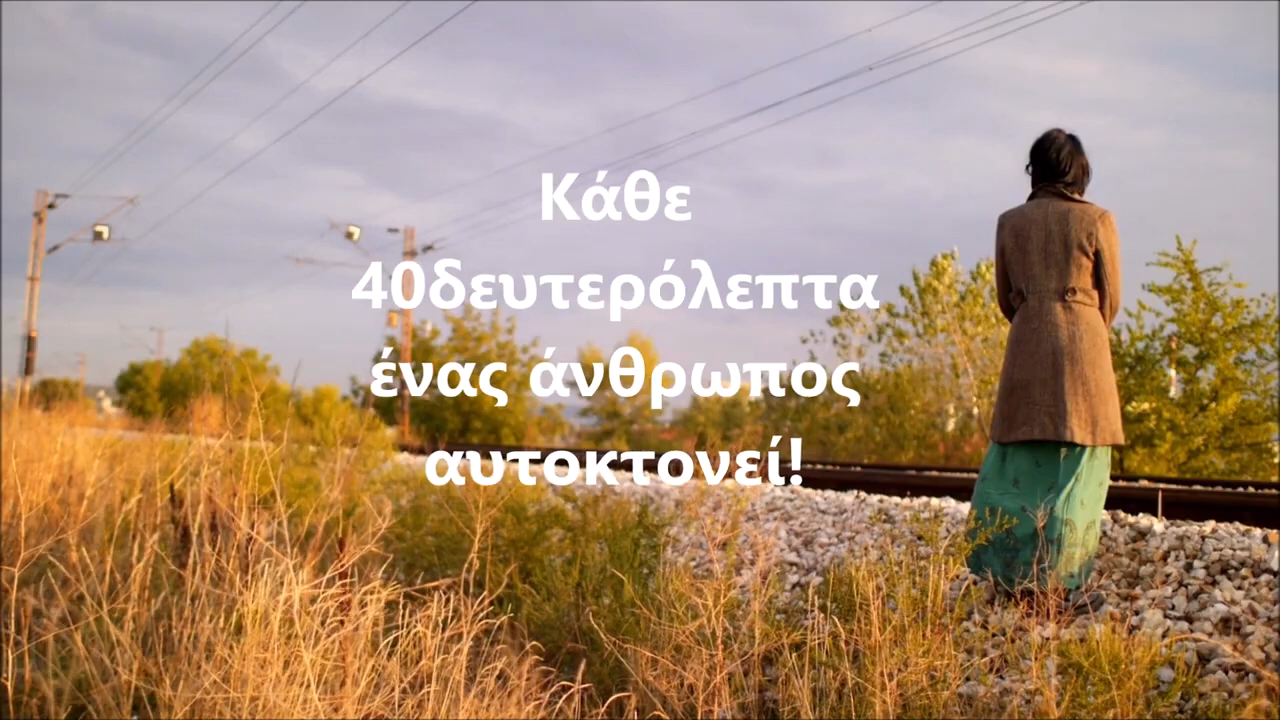 Κάθε
40δευτερόλεπτα
ένας άνθρωπος
αυτοκτονεί!